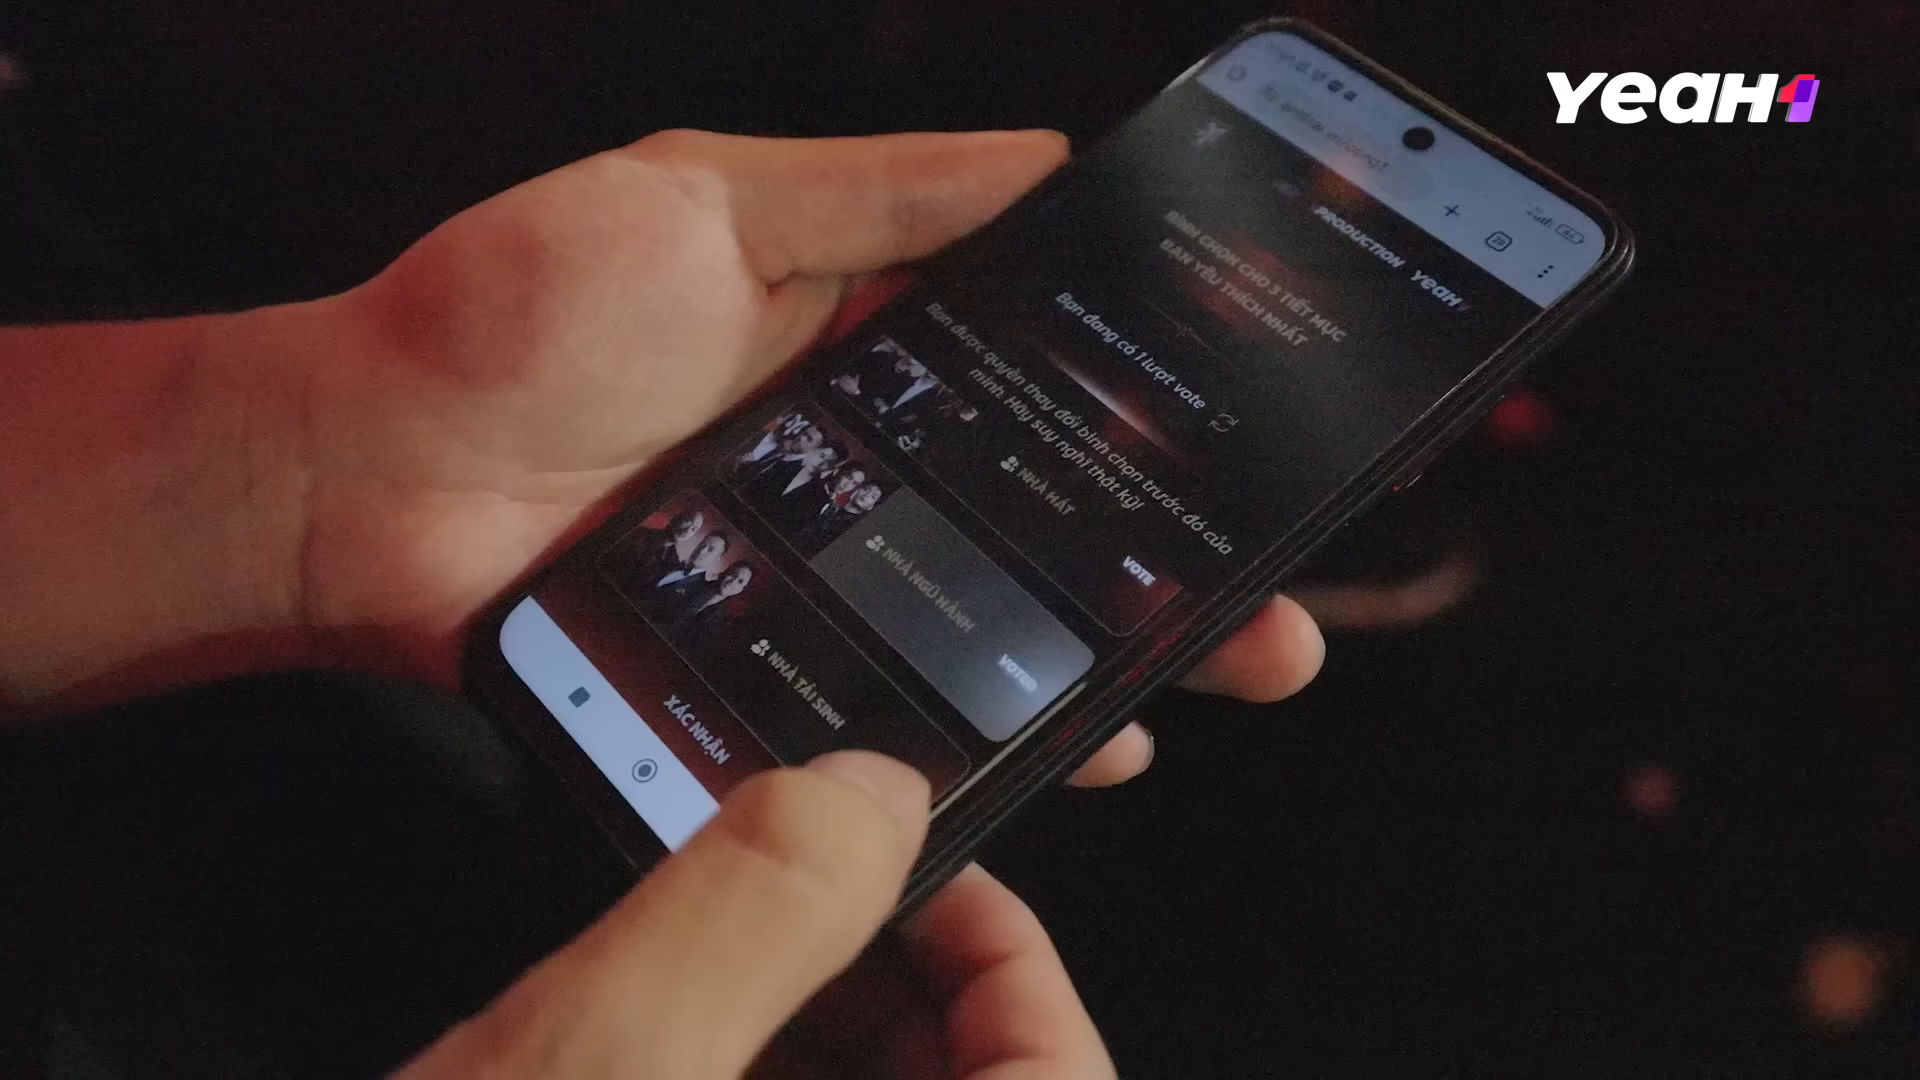 YEAH1
PRODUCTION YEAH1
BÌNH CHỌN CHO 3 TIẾT MỤC
BẠN YÊU THÍCH NHẤT
Bạn đang có 1 lượt vote
Bạn được quyền thay đổi bình chọn trước đó của
mình. Hãy suy nghĩ thật kỹ!
NHÀ HÁT
VOTE
NHÀ NGŨ HÀNH
VOTED
NHÀ TÁI SINH
XÁC NHẬN